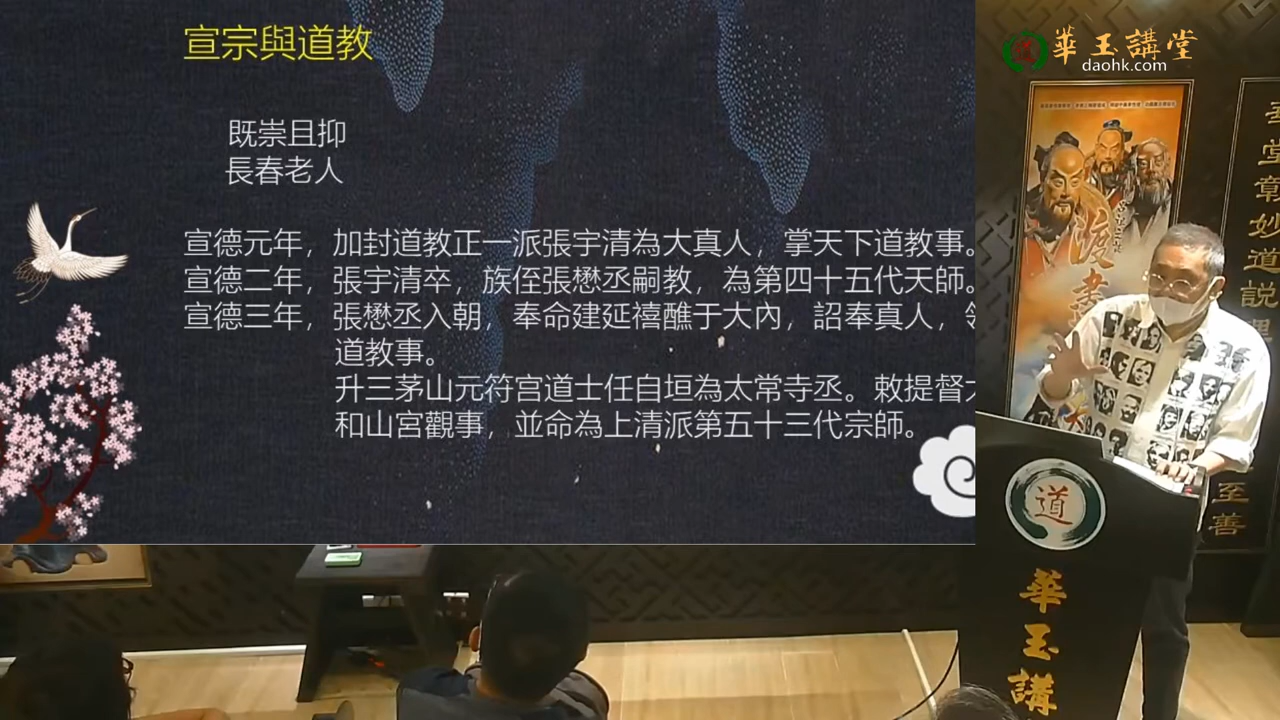 宣宗與道教
既崇且抑
長春老人
宣德元年，加封道教正一派張宇清為大真人，掌天下道教事。
宣德二年，張宇清卒，族侄張懋丞嗣教，為第四十五代天師。
宣德三年，張懋丞入朝，奉命建延禧醮于大內，詔奉真人，
道教事。
升三茅山元符宮道士任自垣為太常寺丞。敕提督
和山宮觀事，並命為上清派第五十三代宗師。
華玉講堂
daohk.com
渡
堂章妙道説
至善
道
華玉講